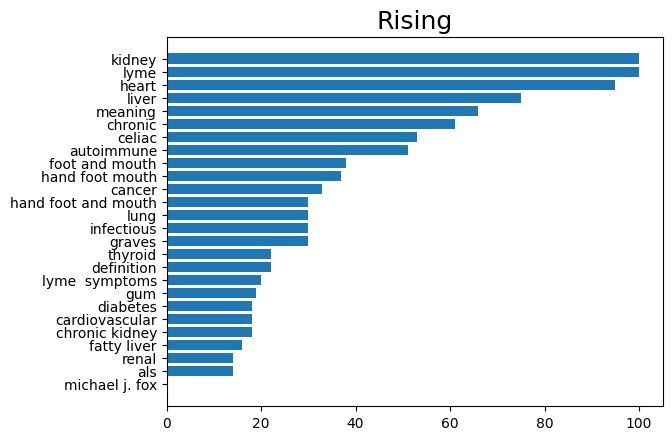 Rising
kidney
lyme
heart
liver
meaning
chronic
celiac
autoimmune
foot and mouth
hand foot mouth
cancer
hand foot and mouth
lung
infectious
graves
thyroid
definition
lyme  symptoms
gum
diabetes
cardiovascular
chronic kidney
fatty liver
renal
als
michael j. fox
0 20 40 60 80 100